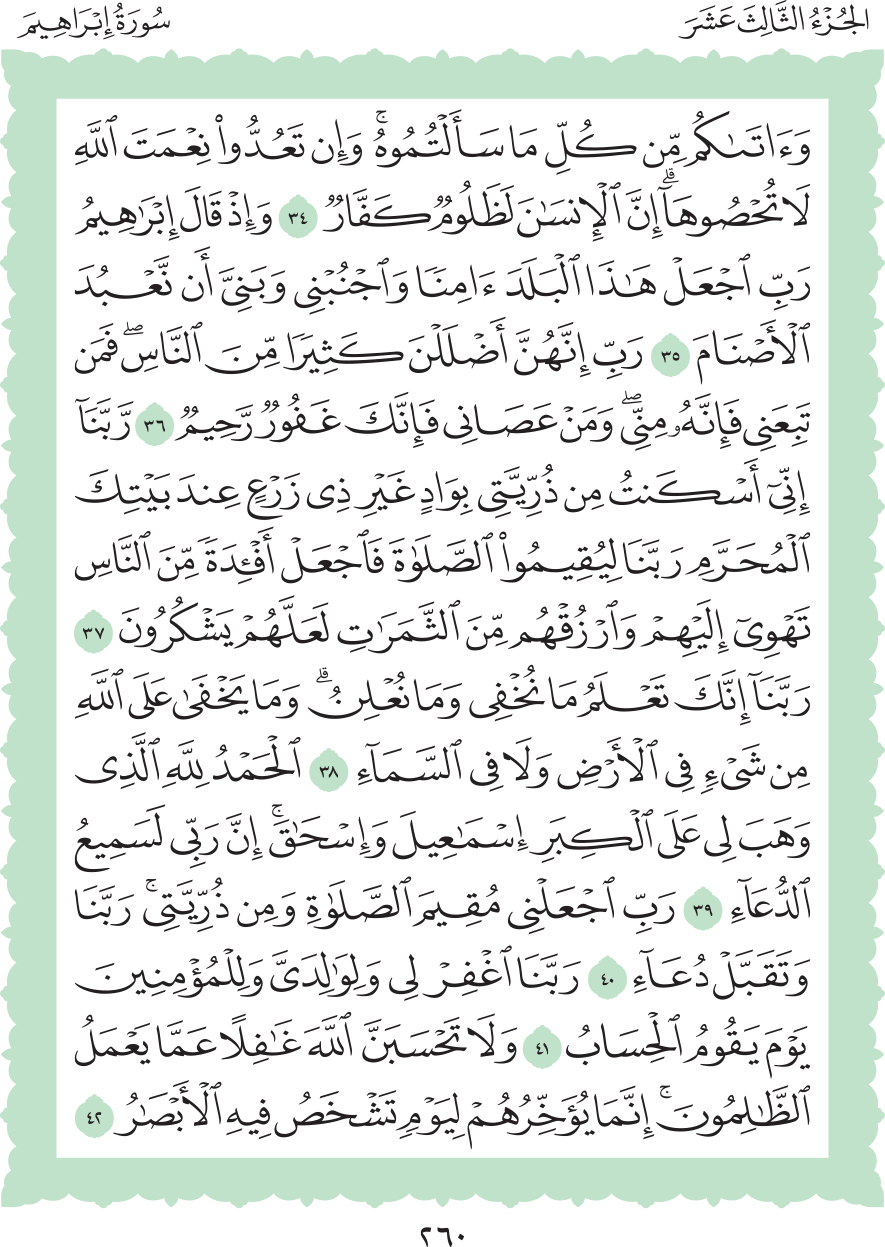 الجُزْءُ الثَّالِثَ عَشَرَ
سُورَةُ إِبْرَاهِيمَ
وَءَاتَىٰكُم مِّن كُلِّ مَا سَأَلْتُمُوهُۚ وَإِن تَعُدُّوا۟ نِعْمَتَ ٱللَّهِ
لَا تُحْصُوهَآۗ إِنَّ ٱلْإِنسَٰنَ لَظَلُومٌ كَفَّارٌ ٣٤ وَإِذْ قَالَ إِبْرَٰهِيمُ
رَبِّ ٱجْعَلْ هَٰذَا ٱلْبَلَدَ ءَامِنًا وَٱجْنُبْنِى وَبَنِىَّ أَن نَّعْبُدَ
ٱلْأَصْنَامَ ٣٥ رَبِّ إِنَّهُنَّ أَضْلَلْنَ كَثِيرًا مِّنَ ٱلنَّاسِۖ فَمَن
تَبِعَنِى فَإِنَّهُۥ مِنِّىۖ وَمَنْ عَصَانِى فَإِنَّكَ غَفُورٌ رَّحِيمٌ ٣٦ رَّبَّنَآ
إِنِّىٓ أَسْكَنتُ مِن ذُرِّيَّتِى بِوَادٍ غَيْرِ ذِى زَرْعٍ عِندَ بَيْتِكَ
ٱلْمُحَرَّمِ رَبَّنَا لِيُقِيمُوا۟ ٱلصَّلَوٰةَ فَٱجْعَلْ أَفْـِٔدَةً مِّنَ ٱلنَّاسِ
تَهْوِىٓ إِلَيْهِمْ وَٱرْزُقْهُم مِّنَ ٱلثَّمَرَٰتِ لَعَلَّهُمْ يَشْكُرُونَ ٣٧
رَبَّنَآ إِنَّكَ تَعْلَمُ مَا نُخْفِى وَمَا نُعْلِنُۗ وَمَا يَخْفَىٰ عَلَى ٱللَّهِ
مِن شَىْءٍ فِى ٱلْأَرْضِ وَلَا فِى ٱلسَّمَآءِ ٣٨ ٱلْحَمْدُ لِلَّهِ ٱلَّذِى
وَهَبَ لِى عَلَى ٱلْكِبَرِ إِسْمَٰعِيلَ وَإِسْحَٰقَۚ إِنَّ رَبِّى لَسَمِيعُ
ٱلدُّعَآءِ ٣٩ رَبِّ ٱجْعَلْنِى مُقِيمَ ٱلصَّلَوٰةِ وَمِن ذُرِّيَّتِىۚ رَبَّنَا
وَتَقَبَّلْ دُعَآءِ ٤٠ رَبَّنَا ٱغْفِرْ لِى وَلِوَٰلِدَىَّ وَلِلْمُؤْمِنِينَ
يَوْمَ يَقُومُ ٱلْحِسَابُ ٤١ وَلَا تَحْسَبَنَّ ٱللَّهَ غَٰفِلًا عَمَّا يَعْمَلُ
ٱلظَّٰلِمُونَۚ إِنَّمَا يُؤَخِّرُهُمْ لِيَوْمٍ تَشْخَصُ فِيهِ ٱلْأَبْصَٰرُ ٤٢
٢٦٠